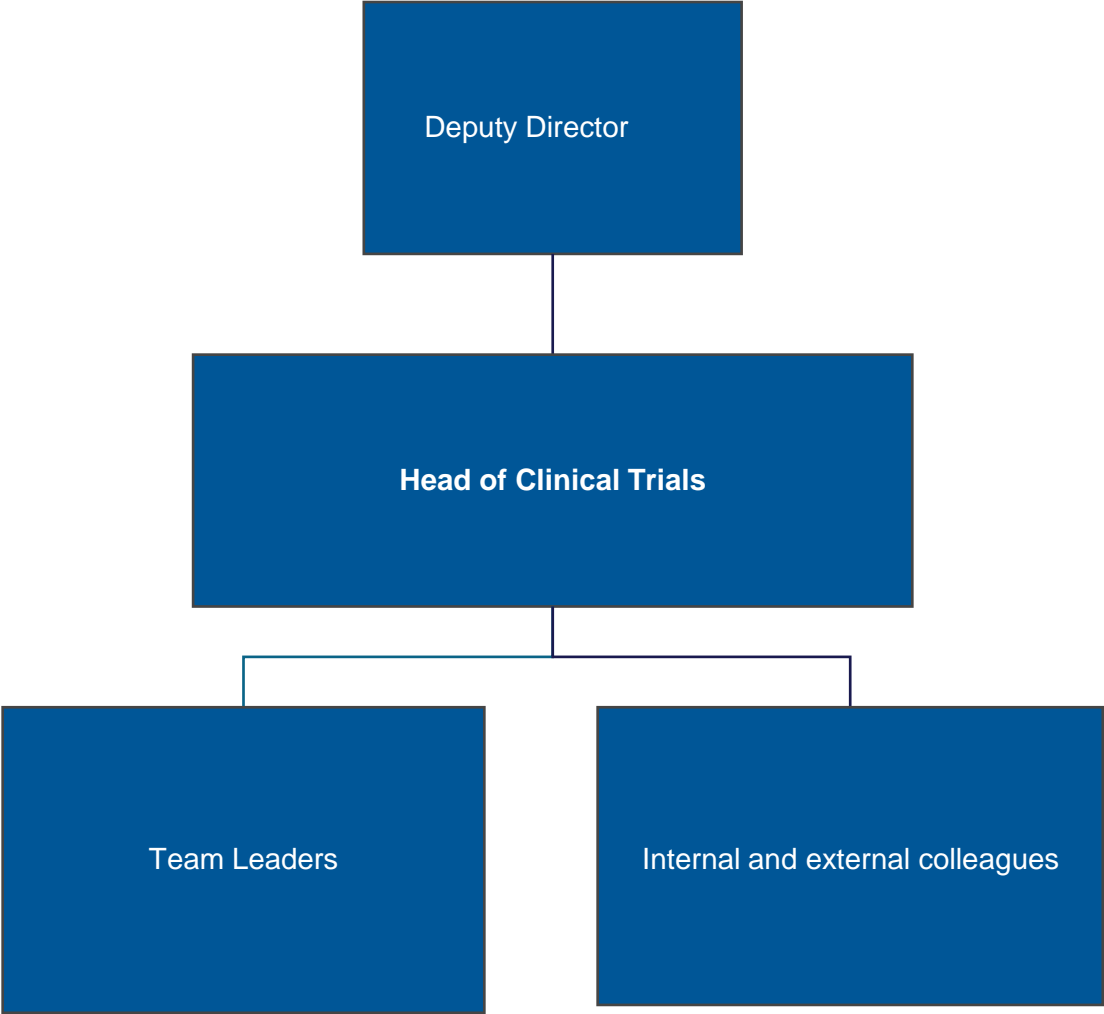 Deputy Director
Head of Clinical Trials
Team Leaders
Internal and external colleagues